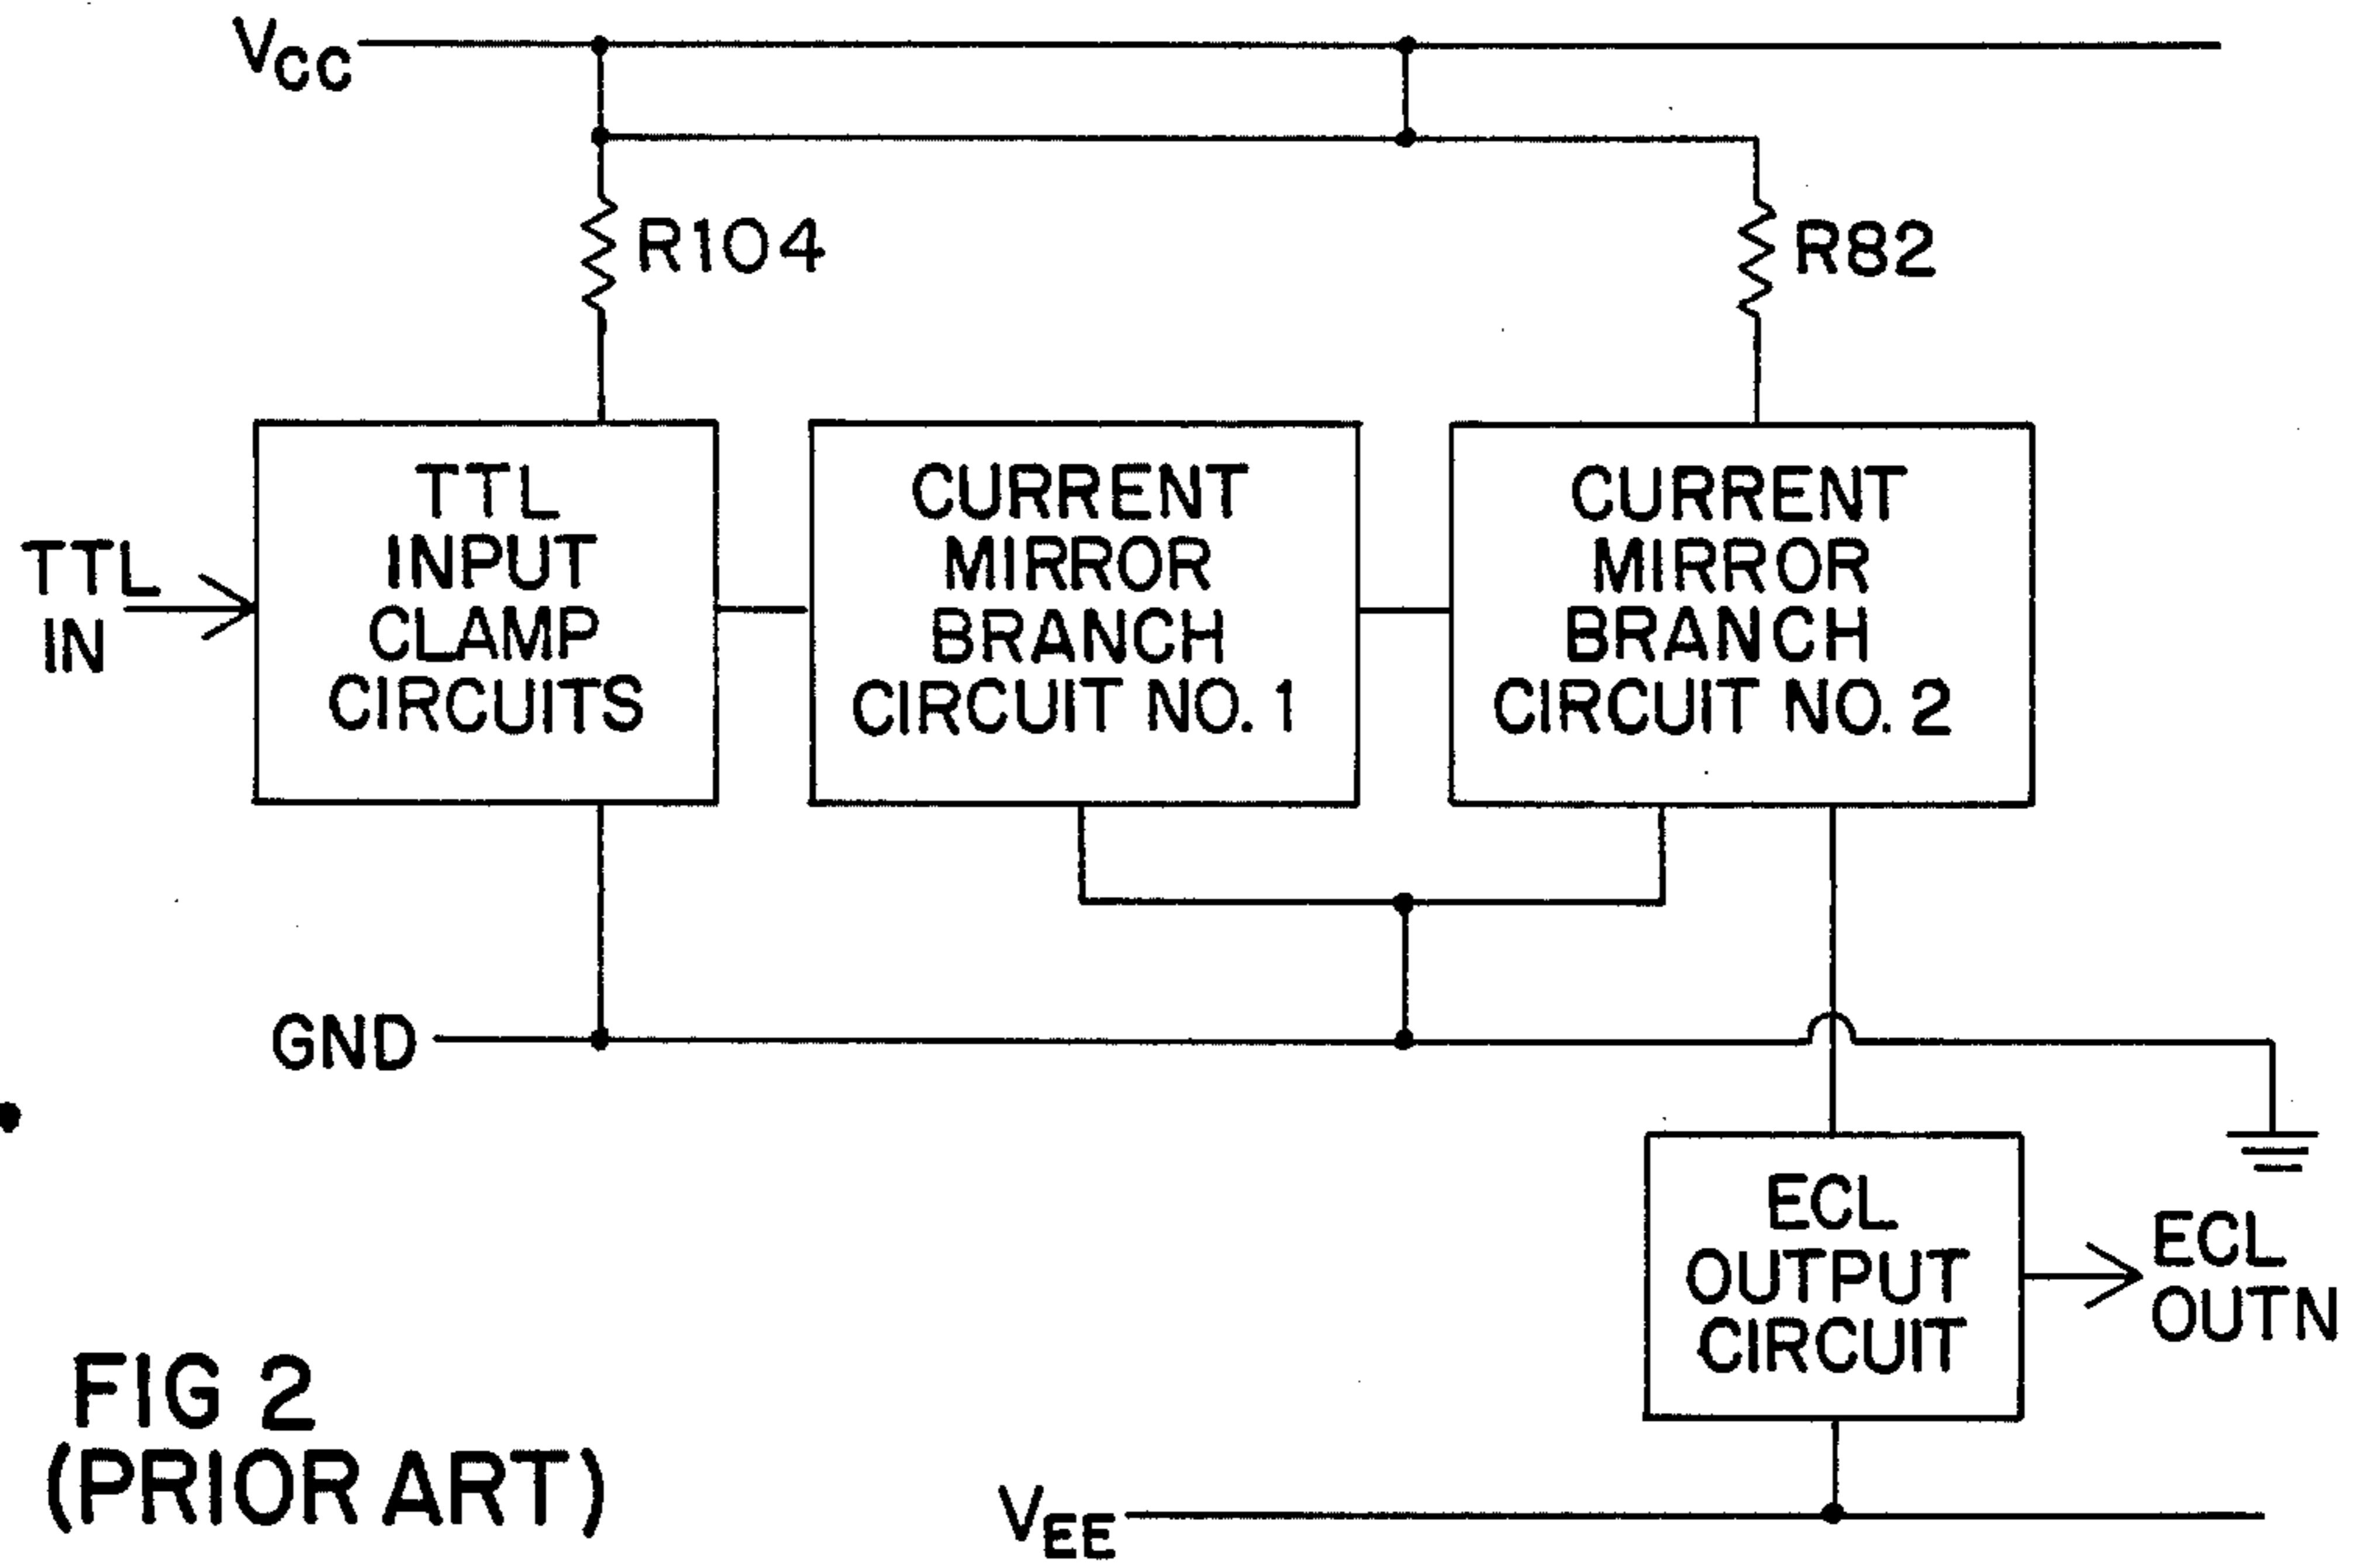 VCC
R104
R82
TTL
IN
TTL
INPUT
CLAMP
CIRCUITS
CURRENT
MIRROR
BRANCH
CIRCUIT NO. 1
CURRENT
MIRROR
BRANCH
CIRCUIT NO. 2
GND
ECL
OUTPUT
CIRCUIT
ECL
OUTN
FIG 2
(PRIOR ART)
VEE